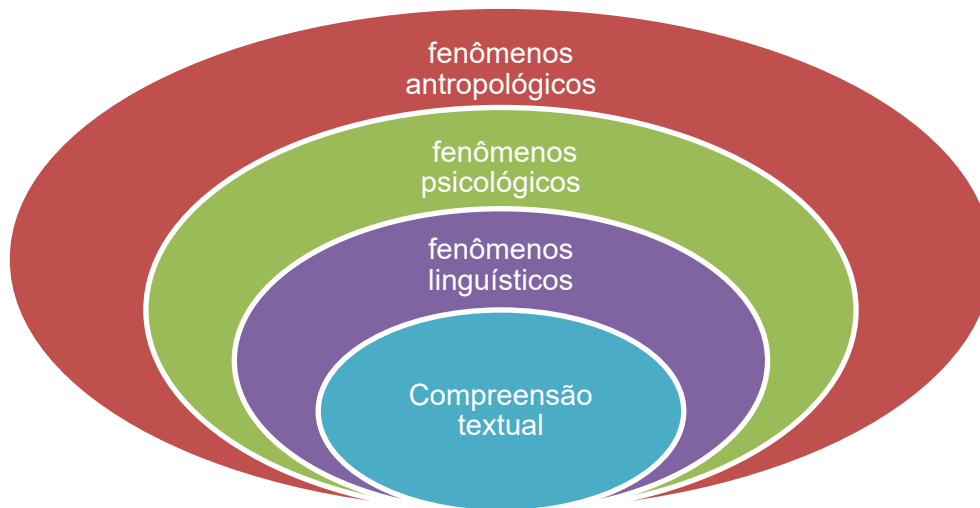 fenômenos
antropológicos
fenômenos
psicológicos
fenômenos
linguísticos
Compreensão
textual